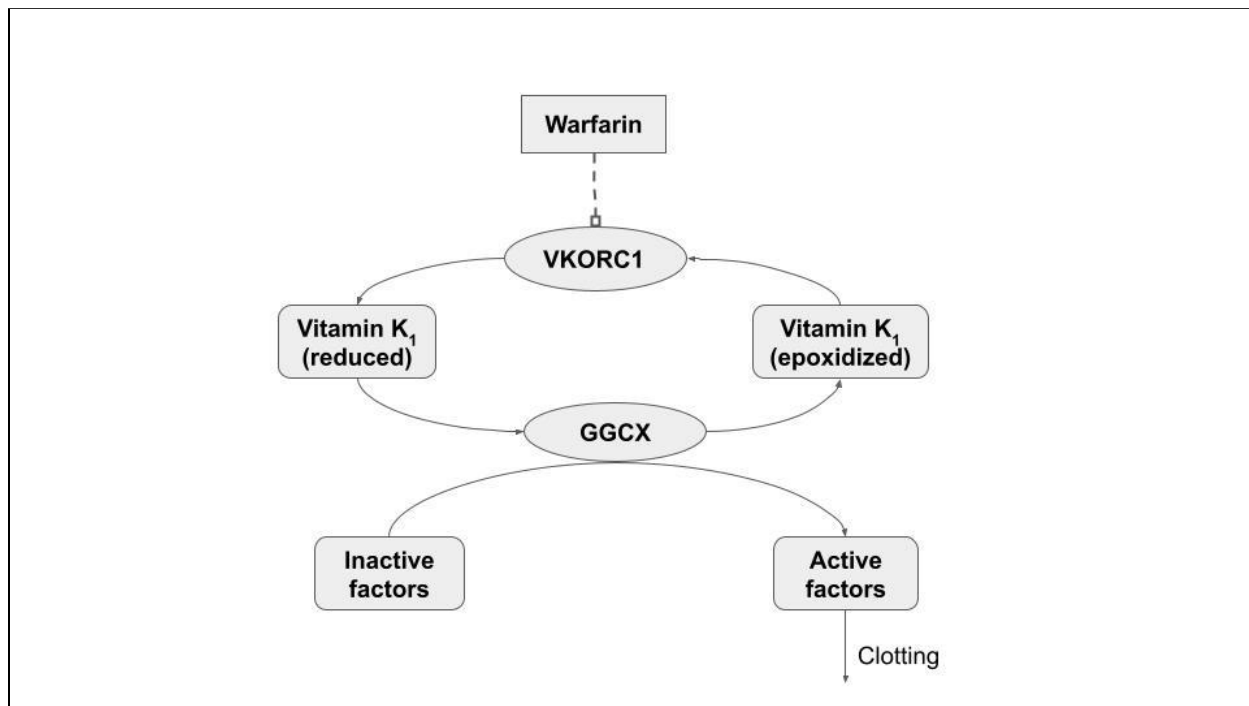 Warfarin
VKORC1
Vitamin K₁
(reduced)
Vitamin K₁
(epoxidized)
GGCX
Inactive
factors
Active
factors
Clotting